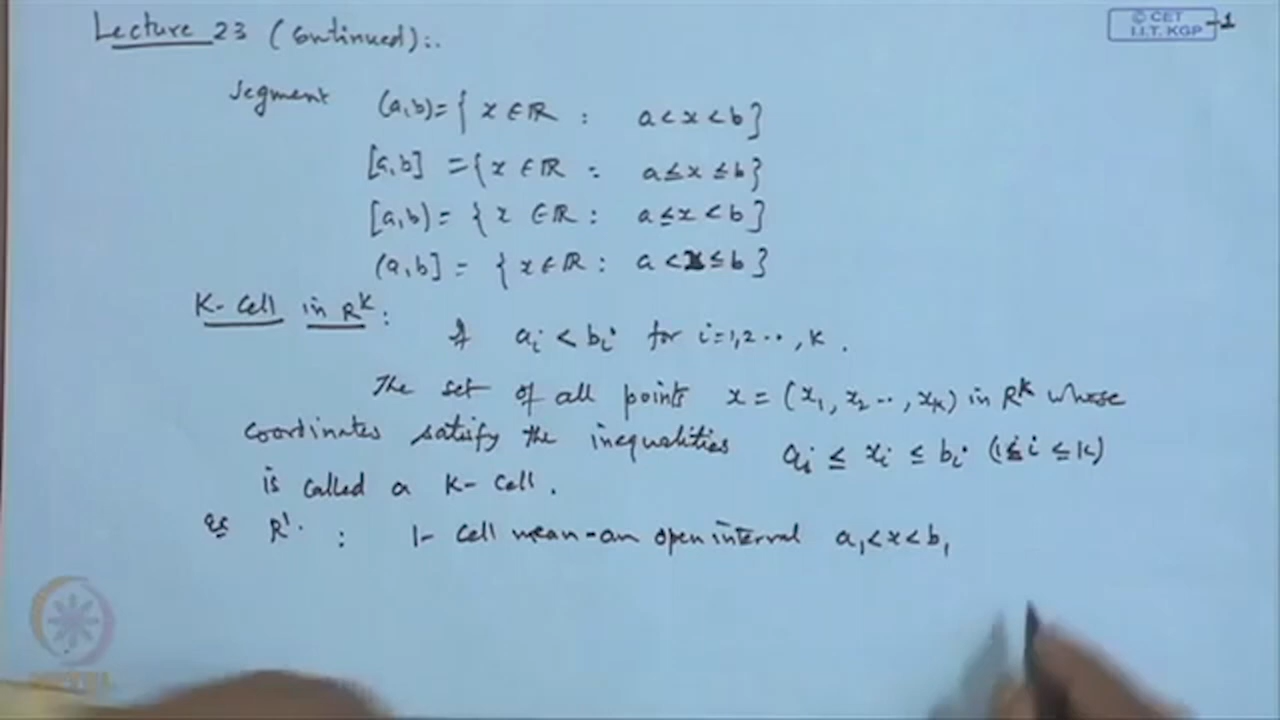 Lecture 23 (Continued):.
© CET
I.I.T. KGP
-1
Segment (a,b) = { x ∈ ℝ : a < x < b }
[a,b] = { x ∈ ℝ : a ≤ x ≤ b }
[a,b) = { x ∈ ℝ : a ≤ x < b }
(a,b] = { x ∈ ℝ : a < x ≤ b }
K-Cell in R^K :
If a_i < b_i for i=1,2..,K.
The set of all points x = (x_1, x_2 .., x_K) in R^K whose
coordinates satisfy the inequalities a_i ≤ x_i ≤ b_i (1 ≤ i ≤ K)
is called a K-Cell.
eg R^1. : 1- Cell mean-an open interval a_1 < x < b_1